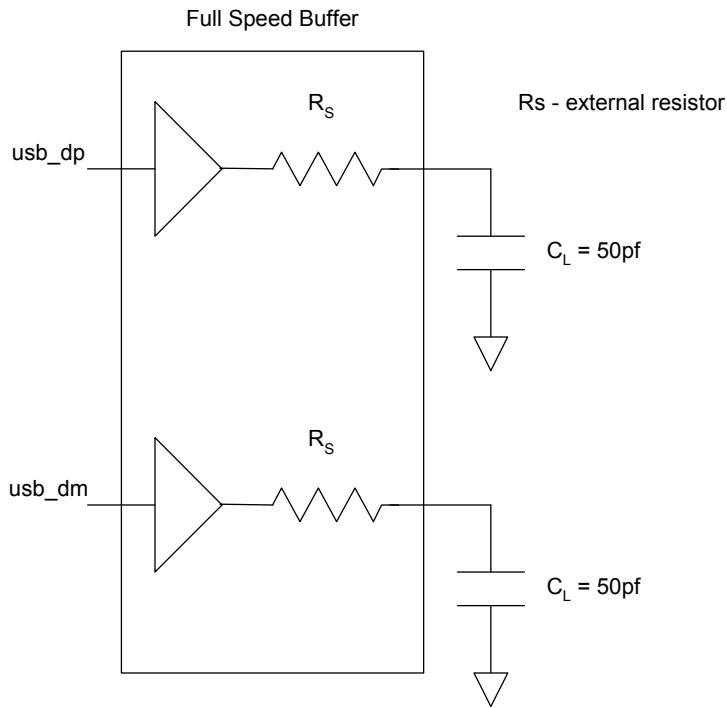 Full Speed Buffer
R_S
Rs - external resistor
usb_dp
C_L = 50pf
R_S
usb_dm
C_L = 50pf